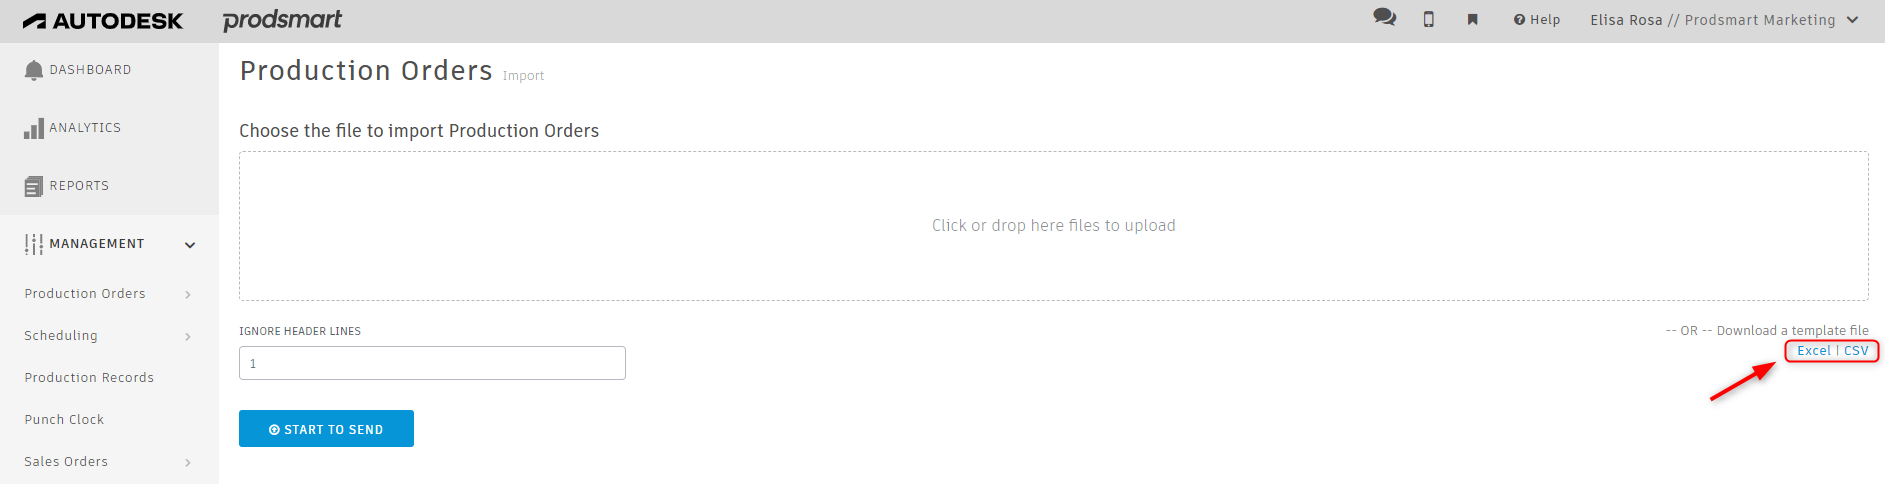 AUTODESK prodsmart Help Elisa Rosa // Prodsmart Marketing
DASHBOARD
ANALYTICS
REPORTS
MANAGEMENT
Production Orders
Scheduling
Production Records
Punch Clock
Sales Orders
Production Orders Import
Choose the file to import Production Orders
Click or drop here files to upload
IGNORE HEADER LINES
1
-- OR -- Download a template file
Excel | CSV
START TO SEND